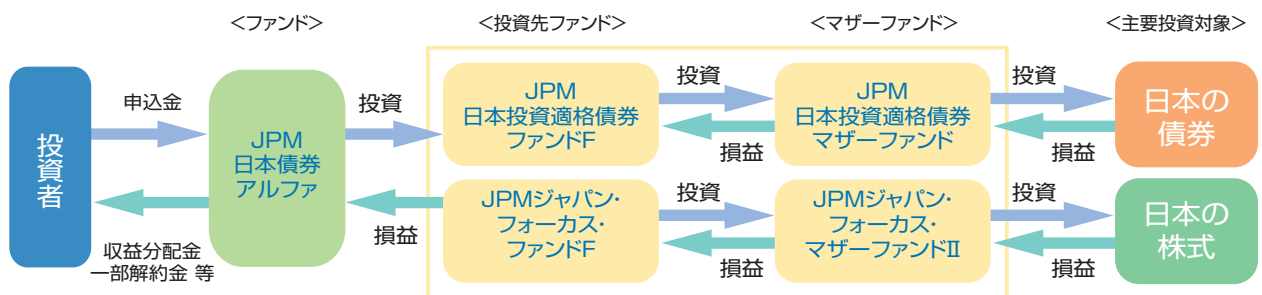 ＜ファンド＞
＜投資先ファンド＞
＜マザーファンド＞
＜主要投資対象＞
投資者
申込金
収益分配金
一部解約金 等
JPM
日本債券
アルファ
投資
損益
JPM
日本投資適格債券
ファンドF
投資
損益
JPM
日本投資適格債券
マザーファンド
投資
損益
日本の
債券
JPMジャパン・
フォーカス・
ファンドF
投資
損益
JPMジャパン・
フォーカス・
マザーファンドⅡ
投資
損益
日本の
株式